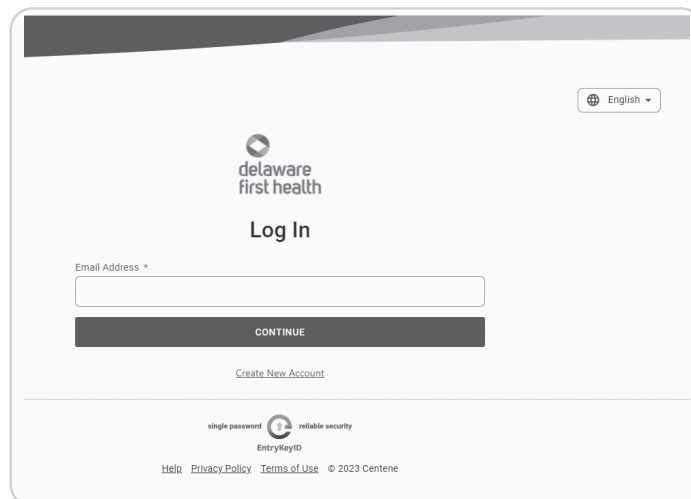 English
delaware
first health
Log In
Email Address *
CONTINUE
Create New Account
single password reliable security
EntryKeyID
Help Privacy Policy Terms of Use © 2023 Centene